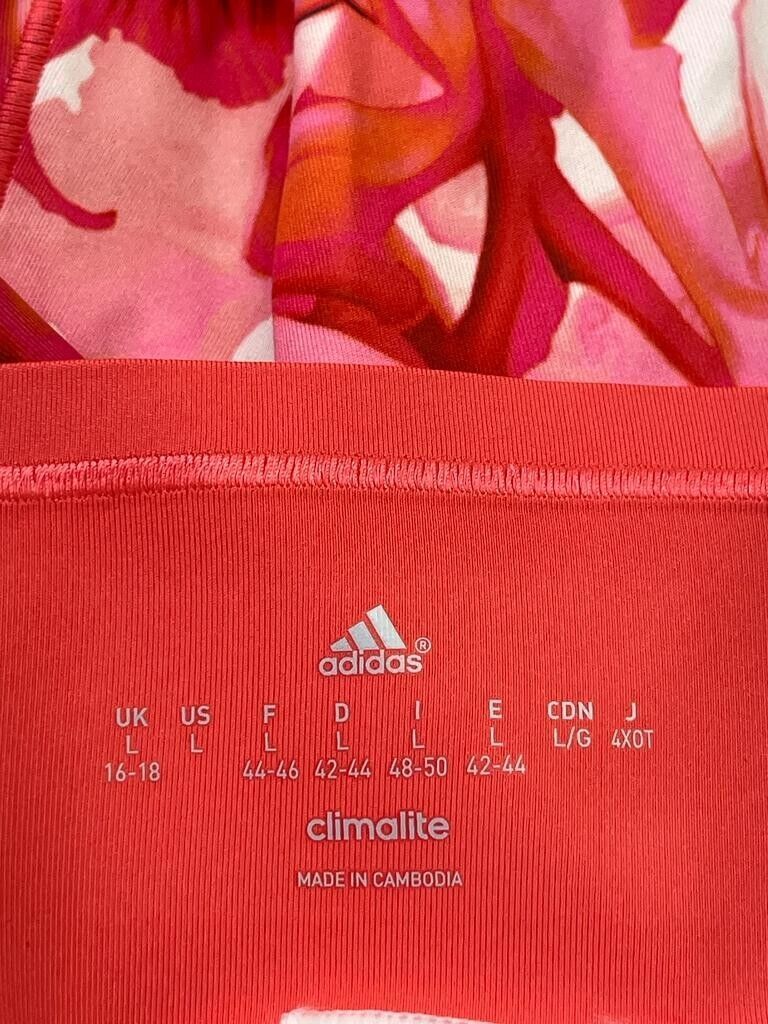 adidas®
UK US F D I E CDN J
L L L L L L L/G 4XOT
16-18 44-46 42-44 48-50 42-44
climalite
MADE IN CAMBODIA